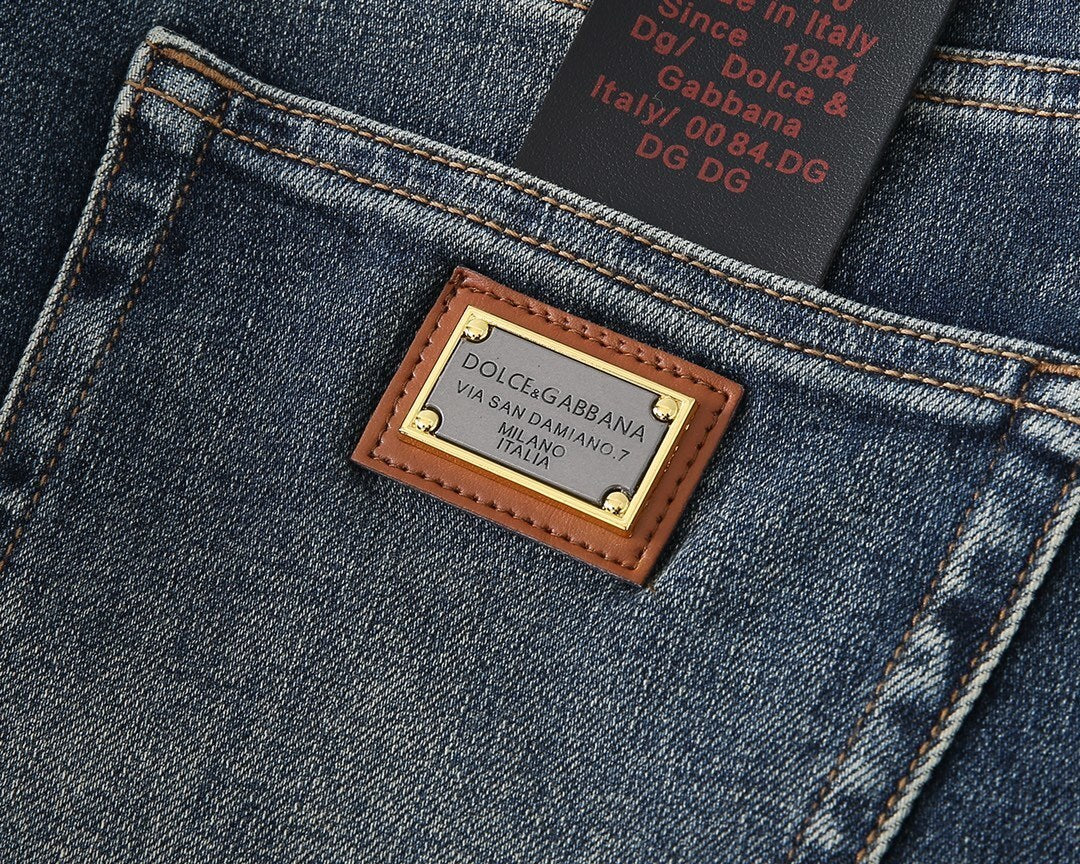 in Italy
Since 1984
Dg/ Dolce &
Gabbana
Italy/ 0084.DG
DG DG
DOLCE&GABBANA
VIA SAN DAMIANO.7
MILANO
ITALIA